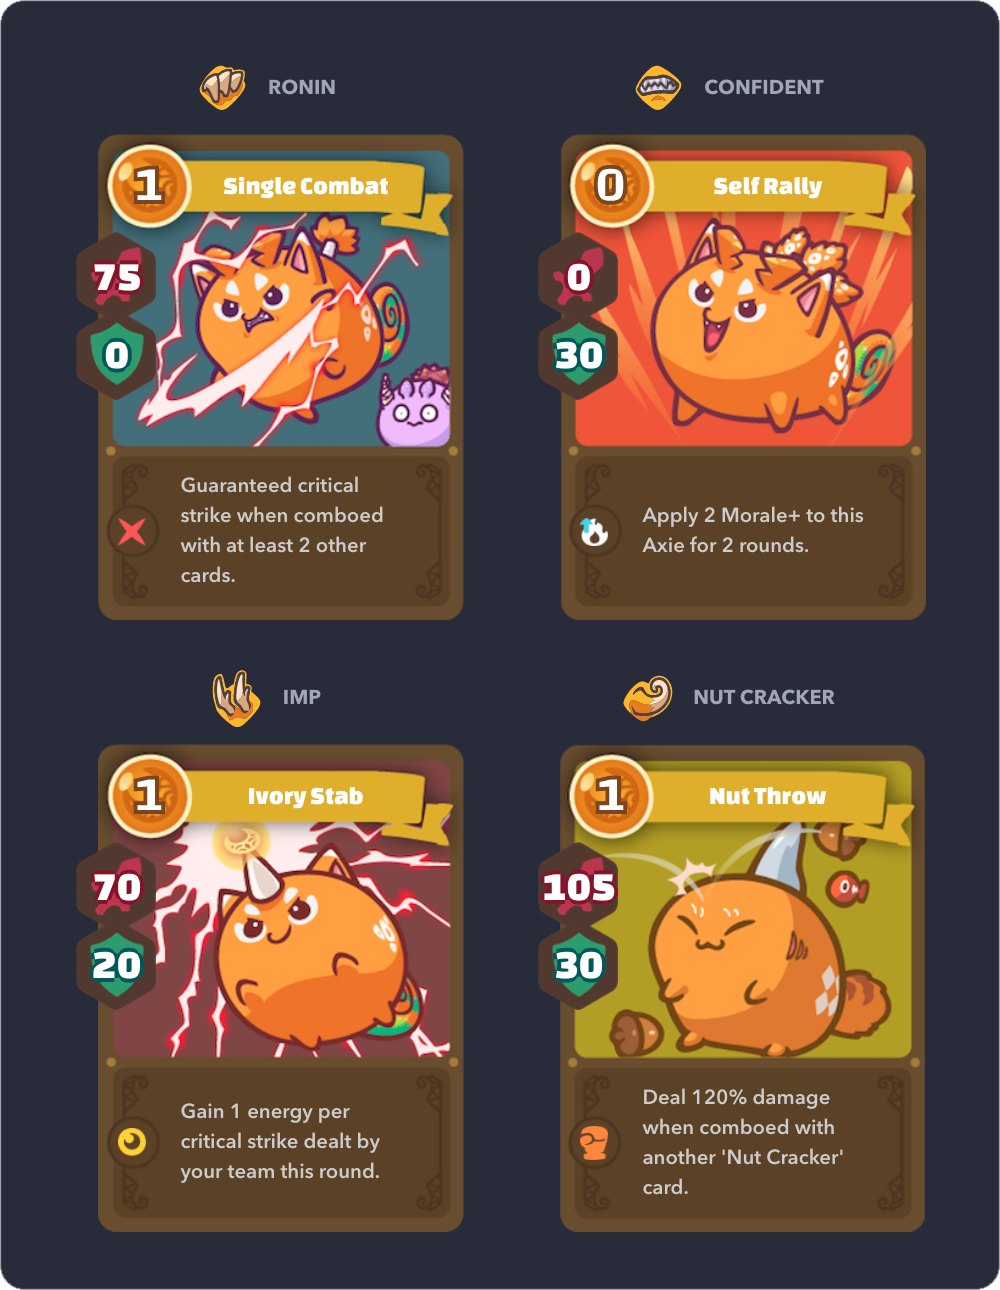 RONIN
CONFIDENT
1
Single Combat
75
0
Guaranteed critical
strike when comboed
with at least 2 other
cards.
0
Self Rally
0
30
Apply 2 Morale+ to this
Axie for 2 rounds.
IMP
NUT CRACKER
1
Ivory Stab
70
20
Gain 1 energy per
critical strike dealt by
your team this round.
1
Nut Throw
105
30
Deal 120% damage
when comboed with
another 'Nut Cracker'
card.